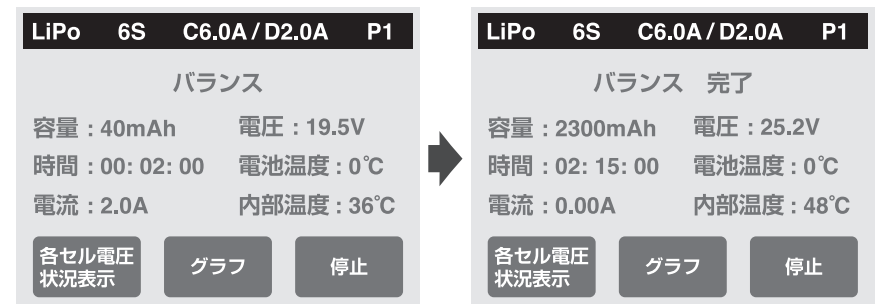 LiPo 6S C6.0A / D2.0A P1
バランス
容量 : 40mAh 電圧 : 19.5V
時間 : 00: 02: 00 電池温度 : 0℃
電流 : 2.0A 内部温度 : 36℃
各セル電圧
状況表示
グラフ
停止
LiPo 6S C6.0A / D2.0A P1
バランス 完了
容量 : 2300mAh 電圧 : 25.2V
時間 : 02: 15: 00 電池温度 : 0℃
電流 : 0.00A 内部温度 : 48℃
各セル電圧
状況表示
グラフ
停止